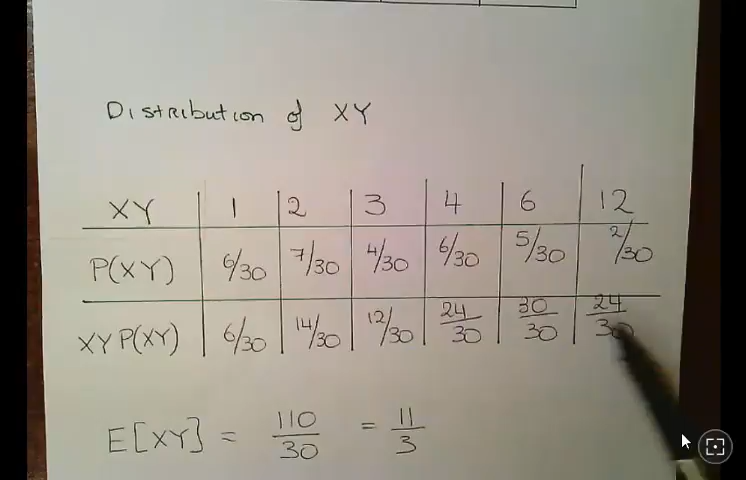 Distribution of XY
XY 1 2 3 4 6 12
P(XY) 6/30 7/30 4/30 6/30 5/30 2/30
XY P(XY) 6/30 14/30 12/30 24/30 30/30 24/30
E[XY] = 110/30 = 11/3